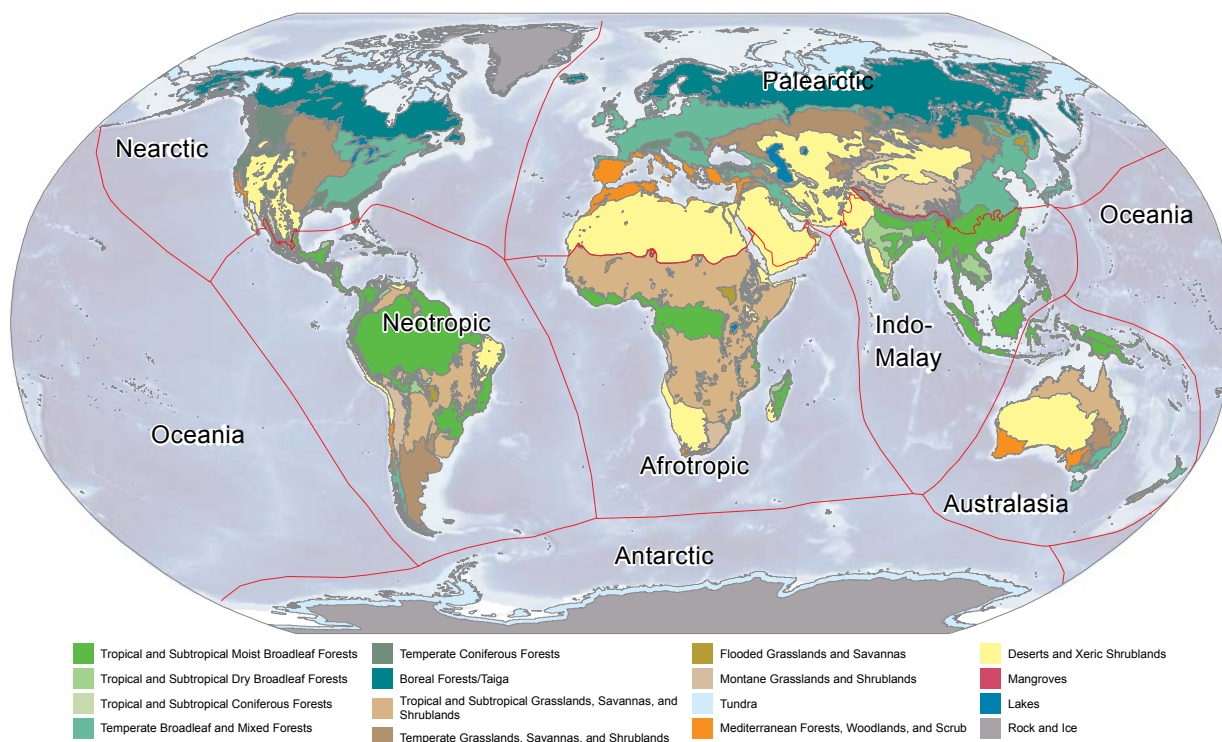 Palearctic
Nearctic
Oceania
Neotropic
Indo-
Malay
Oceania
Afrotropic
Australasia
Antarctic
Tropical and Subtropical Moist Broadleaf Forests
Tropical and Subtropical Dry Broadleaf Forests
Tropical and Subtropical Coniferous Forests
Temperate Broadleaf and Mixed Forests
Temperate Coniferous Forests
Boreal Forests/Taiga
Tropical and Subtropical Grasslands, Savannas, and
Shrublands
Temperate Grasslands, Savannas, and Shrublands
Flooded Grasslands and Savannas
Montane Grasslands and Shrublands
Tundra
Mediterranean Forests, Woodlands, and Scrub
Deserts and Xeric Shrublands
Mangroves
Lakes
Rock and Ice